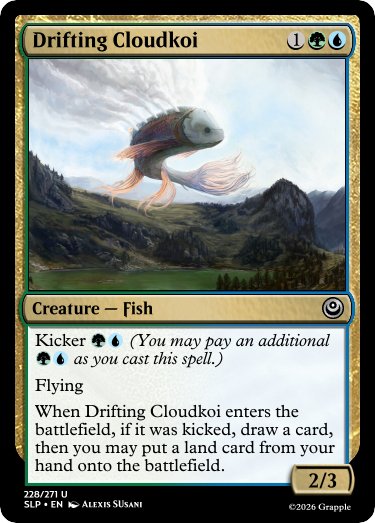 Drifting Cloudkoi 1
Creature — Fish
Kicker (You may pay an additional
as you cast this spell.)
Flying
When Drifting Cloudkoi enters the
battlefield, if it was kicked, draw a card,
then you may put a land card from your
hand onto the battlefield.
2/3
228/271 U
SLP • EN Alexis Susani
©2026 Grapple